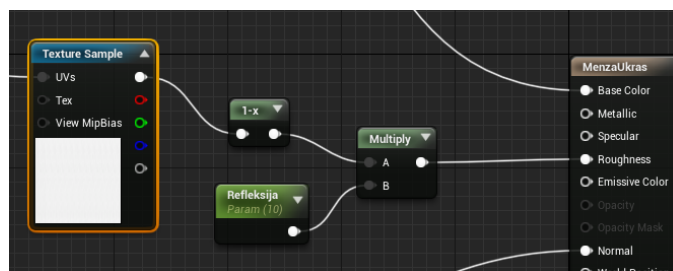 Texture Sample
UVs
Tex
View MipBias
1-x
Multiply
A
B
Refleksija
Param (10)
MenzaUkras
Base Color
Metallic
Specular
Roughness
Emissive Color
Opacity
Opacity Mask
Normal